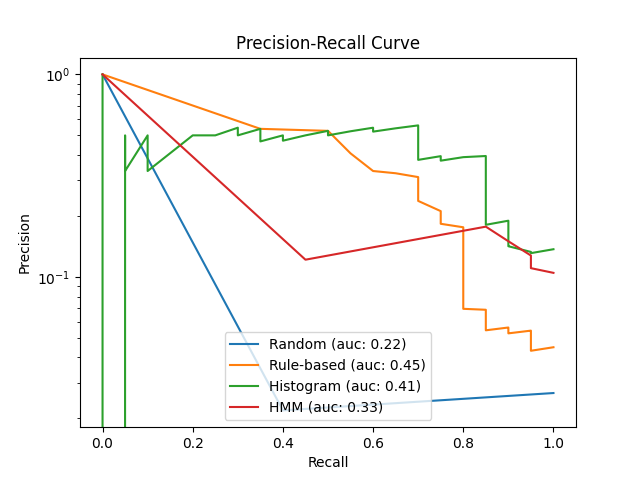 Precision-Recall Curve
Precision
10⁰
10⁻¹
Random (auc: 0.22)
Rule-based (auc: 0.45)
Histogram (auc: 0.41)
HMM (auc: 0.33)
0.0 0.2 0.4 0.6 0.8 1.0
Recall